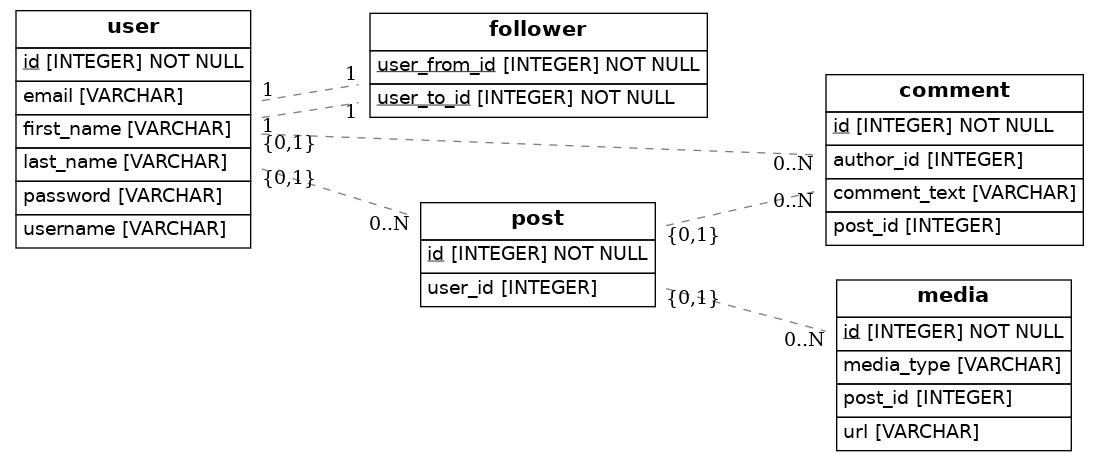 user
id [INTEGER] NOT NULL
email [VARCHAR]
first_name [VARCHAR]
last_name [VARCHAR]
password [VARCHAR]
username [VARCHAR]
follower
user_from_id [INTEGER] NOT NULL
user_to_id [INTEGER] NOT NULL
1
1
1
1
{0,1}
0..N
{0,1}
0..N
post
id [INTEGER] NOT NULL
user_id [INTEGER]
{0,1}
0..N
{0,1}
0..N
comment
id [INTEGER] NOT NULL
author_id [INTEGER]
comment_text [VARCHAR]
post_id [INTEGER]
media
id [INTEGER] NOT NULL
media_type [VARCHAR]
post_id [INTEGER]
url [VARCHAR]